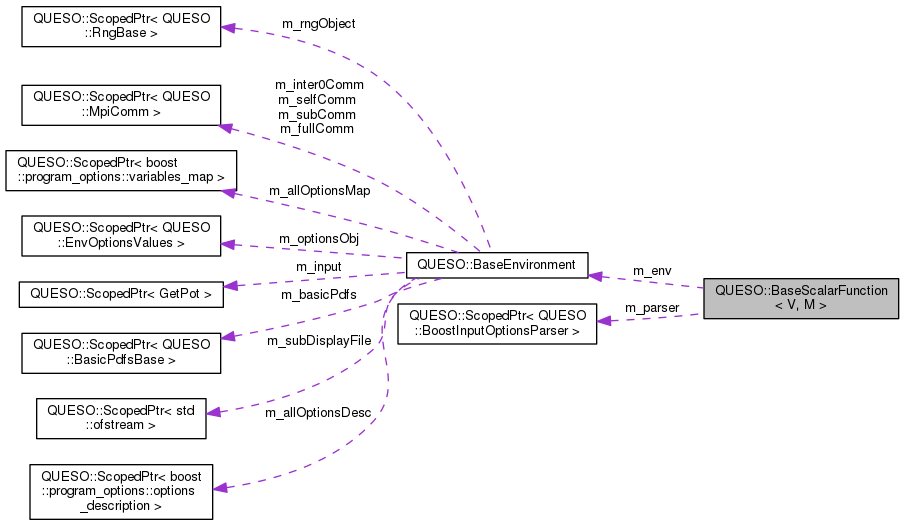 QUESO::ScopedPtr< QUESO
::RngBase >
m_rngObject
QUESO::ScopedPtr< QUESO
::MpiComm >
m_inter0Comm
m_selfComm
m_subComm
m_fullComm
QUESO::ScopedPtr< boost
::program_options::variables_map >
m_allOptionsMap
QUESO::ScopedPtr< QUESO
::EnvOptionsValues >
m_optionsObj
QUESO::ScopedPtr< GetPot >
m_input
QUESO::BaseEnvironment
m_env
QUESO::BaseScalarFunction
< V, M >
m_basicPdfs
QUESO::ScopedPtr< QUESO
::BoostInputOptionsParser >
m_parser
QUESO::ScopedPtr< QUESO
::BasicPdfsBase >
m_subDisplayFile
QUESO::ScopedPtr< std
::ofstream >
m_allOptionsDesc
QUESO::ScopedPtr< boost
::program_options::options
_description >